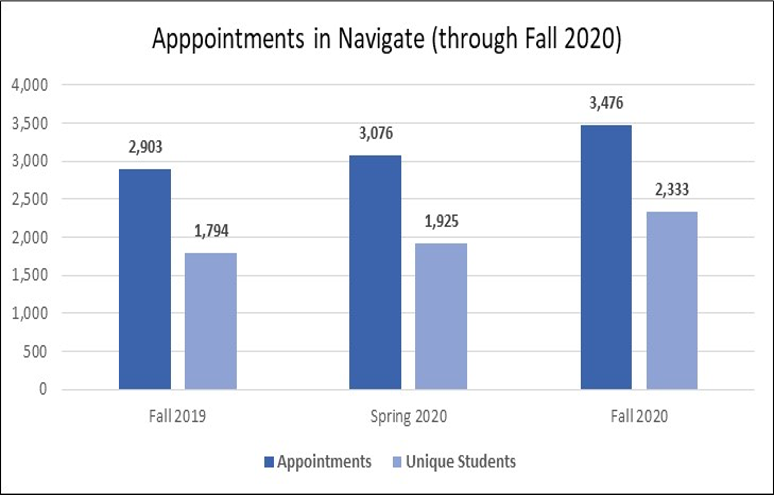 Apppointments in Navigate (through Fall 2020)
4,000
3,500
3,000
2,500
2,000
1,500
1,000
500
0
2,903
1,794
3,076
1,925
3,476
2,333
Fall 2019
Spring 2020
Fall 2020
Appointments
Unique Students